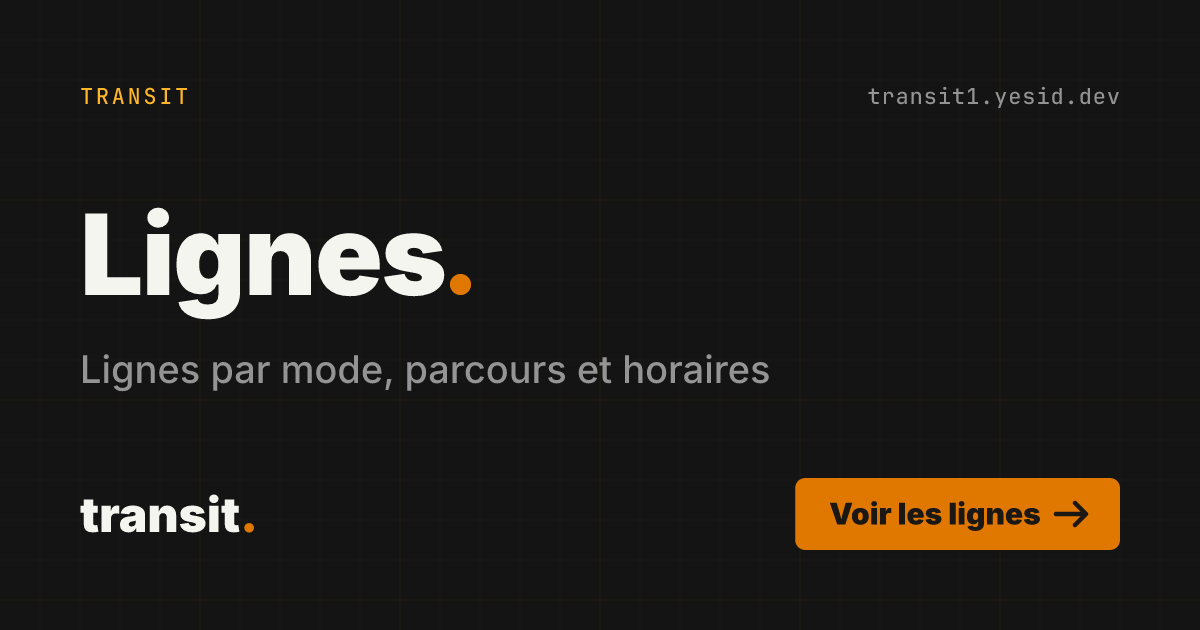 TRANSIT
transit1.yesid.dev
Lignes.
Lignes par mode, parcours et horaires
transit.
Voir les lignes →